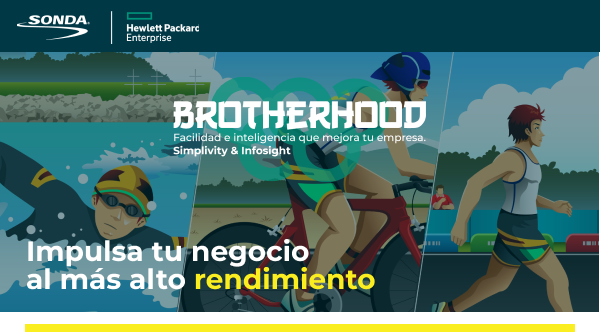 SONDA
Hewlett Packard
Enterprise
BROTHERHOOD
Facilidad e inteligencia que mejora tu empresa.
Simplivity & Infosight
Impulsa tu negocio
al más alto rendimiento